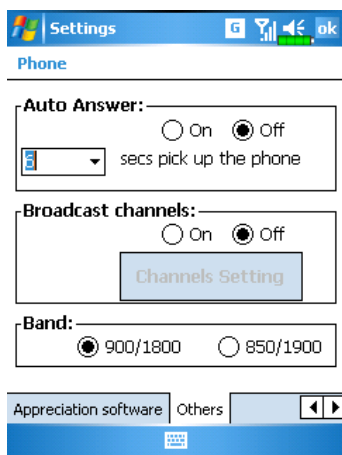 Settings G ok
Phone
Auto Answer:
On Off
secs pick up the phone
Broadcast channels:
On Off
Channels Setting
Band:
900/1800 850/1900
Appreciation software Others